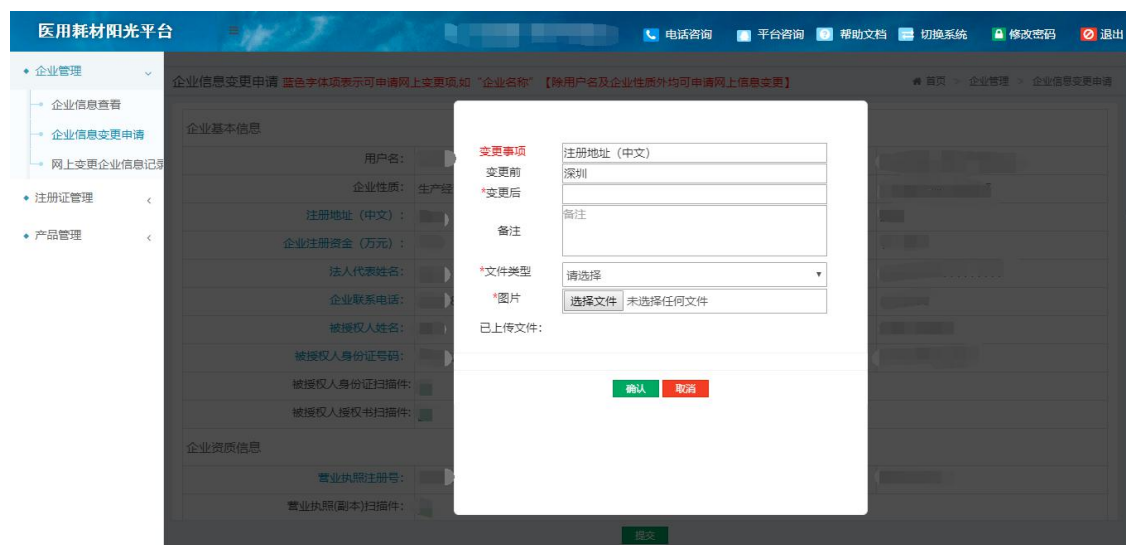 医用耗材阳光平台
电话咨询 平台咨询 帮助文档 切换系统 修改密码 退出
企业管理
企业信息查看
企业信息变更申请
网上变更企业信息记录
注册证管理
产品管理
企业信息变更申请 蓝色字体项表示可申请网上变更项,如“企业名称”【除用户名及企业性质外均可申请网上信息变更】
首页 > 企业管理 > 企业信息变更申请
企业基本信息
用户名:
企业性质: 生产经
注册地址（中文）:
企业注册资金（万元）:
法人代表姓名:
企业联系电话:
被授权人姓名:
被授权人身份证号码:
被授权人身份证扫描件:
被授权人授权书扫描件:
企业资质信息
营业执照注册号:
营业执照(副本)扫描件:
变更事项 注册地址（中文）
变更前 深圳
*变更后
备注 备注
*文件类型 请选择
*图片 选择文件 未选择任何文件
已上传文件:
确认 取消
提交